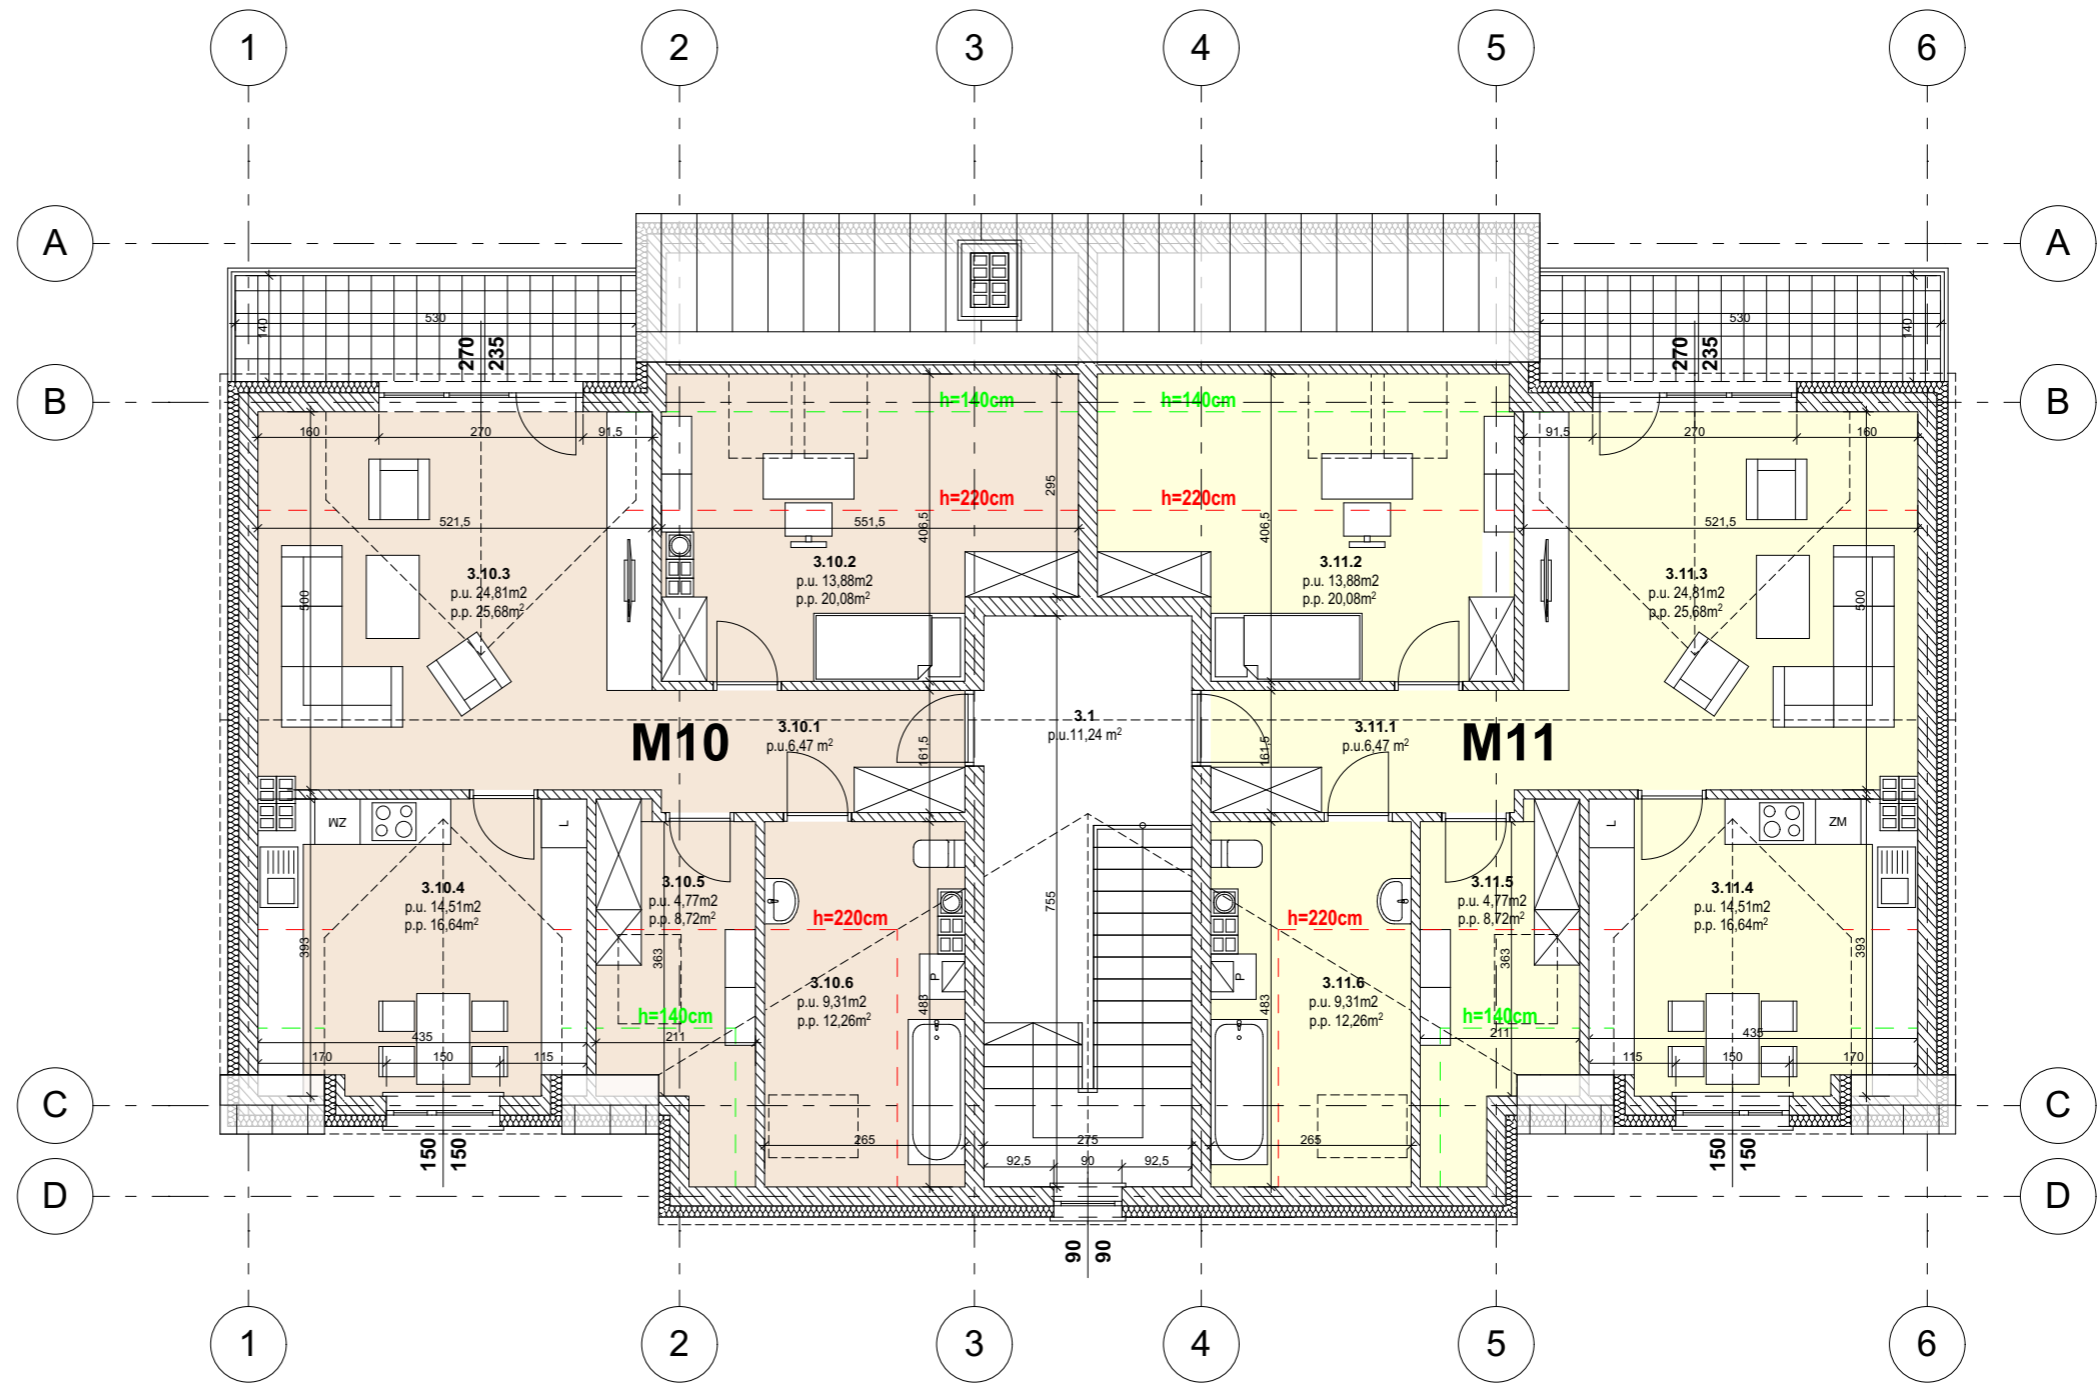 1
2
3
4
5
6
A
A
530
140
270
235
530
140
270
235
B
B
h=140cm
h=140cm
160
270
91,5
91,5
270
160
295
h=220cm
h=220cm
521,5
551,5
406,5
406,5
521,5
3.10.3
p.u. 24,81m2
p.p. 25,68m²
500
3.10.2
p.u. 13,88m2
p.p. 20,08m²
3.11.2
p.u. 13,88m2
p.p. 20,08m²
3.11.3
p.u. 24,81m2
p.p. 25,68m²
500
M10
3.10.1
p.u.6,47 m²
161,5
3.1
p.u.11,24 m²
161,5
3.11.1
p.u.6,47 m²
M11
ZM
L
L
ZM
3.10.4
p.u. 14,51m2
p.p. 16,64m²
393
3.10.5
p.u. 4,77m2
p.p. 8,72m²
363
h=220cm
755
h=220cm
3.11.5
p.u. 4,77m2
p.p. 8,72m²
363
3.11.4
p.u. 14,51m2
p.p. 16,64m²
393
3.10.6
p.u. 9,31m2
p.p. 12,26m²
P
483
P
483
3.11.6
p.u. 9,31m2
p.p. 12,26m²
h=140cm
h=140cm
435
211
211
435
170
150
115
115
150
170
C
C
265
275
265
150
150
92,5
90
92,5
150
150
D
D
90
90
1
2
3
4
5
6